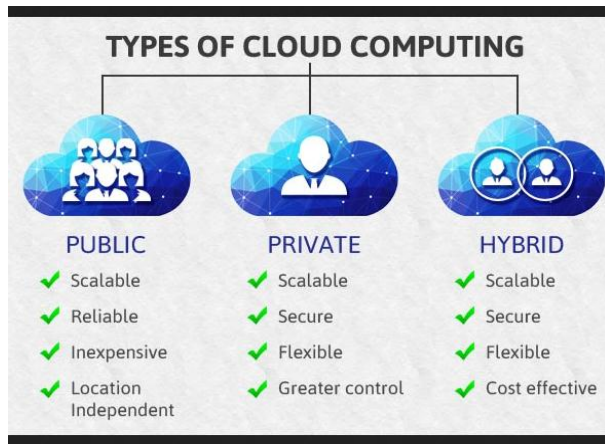 TYPES OF CLOUD COMPUTING
PUBLIC
Scalable
Reliable
Inexpensive
Location
Independent
PRIVATE
Scalable
Secure
Flexible
Greater control
HYBRID
Scalable
Secure
Flexible
Cost effective